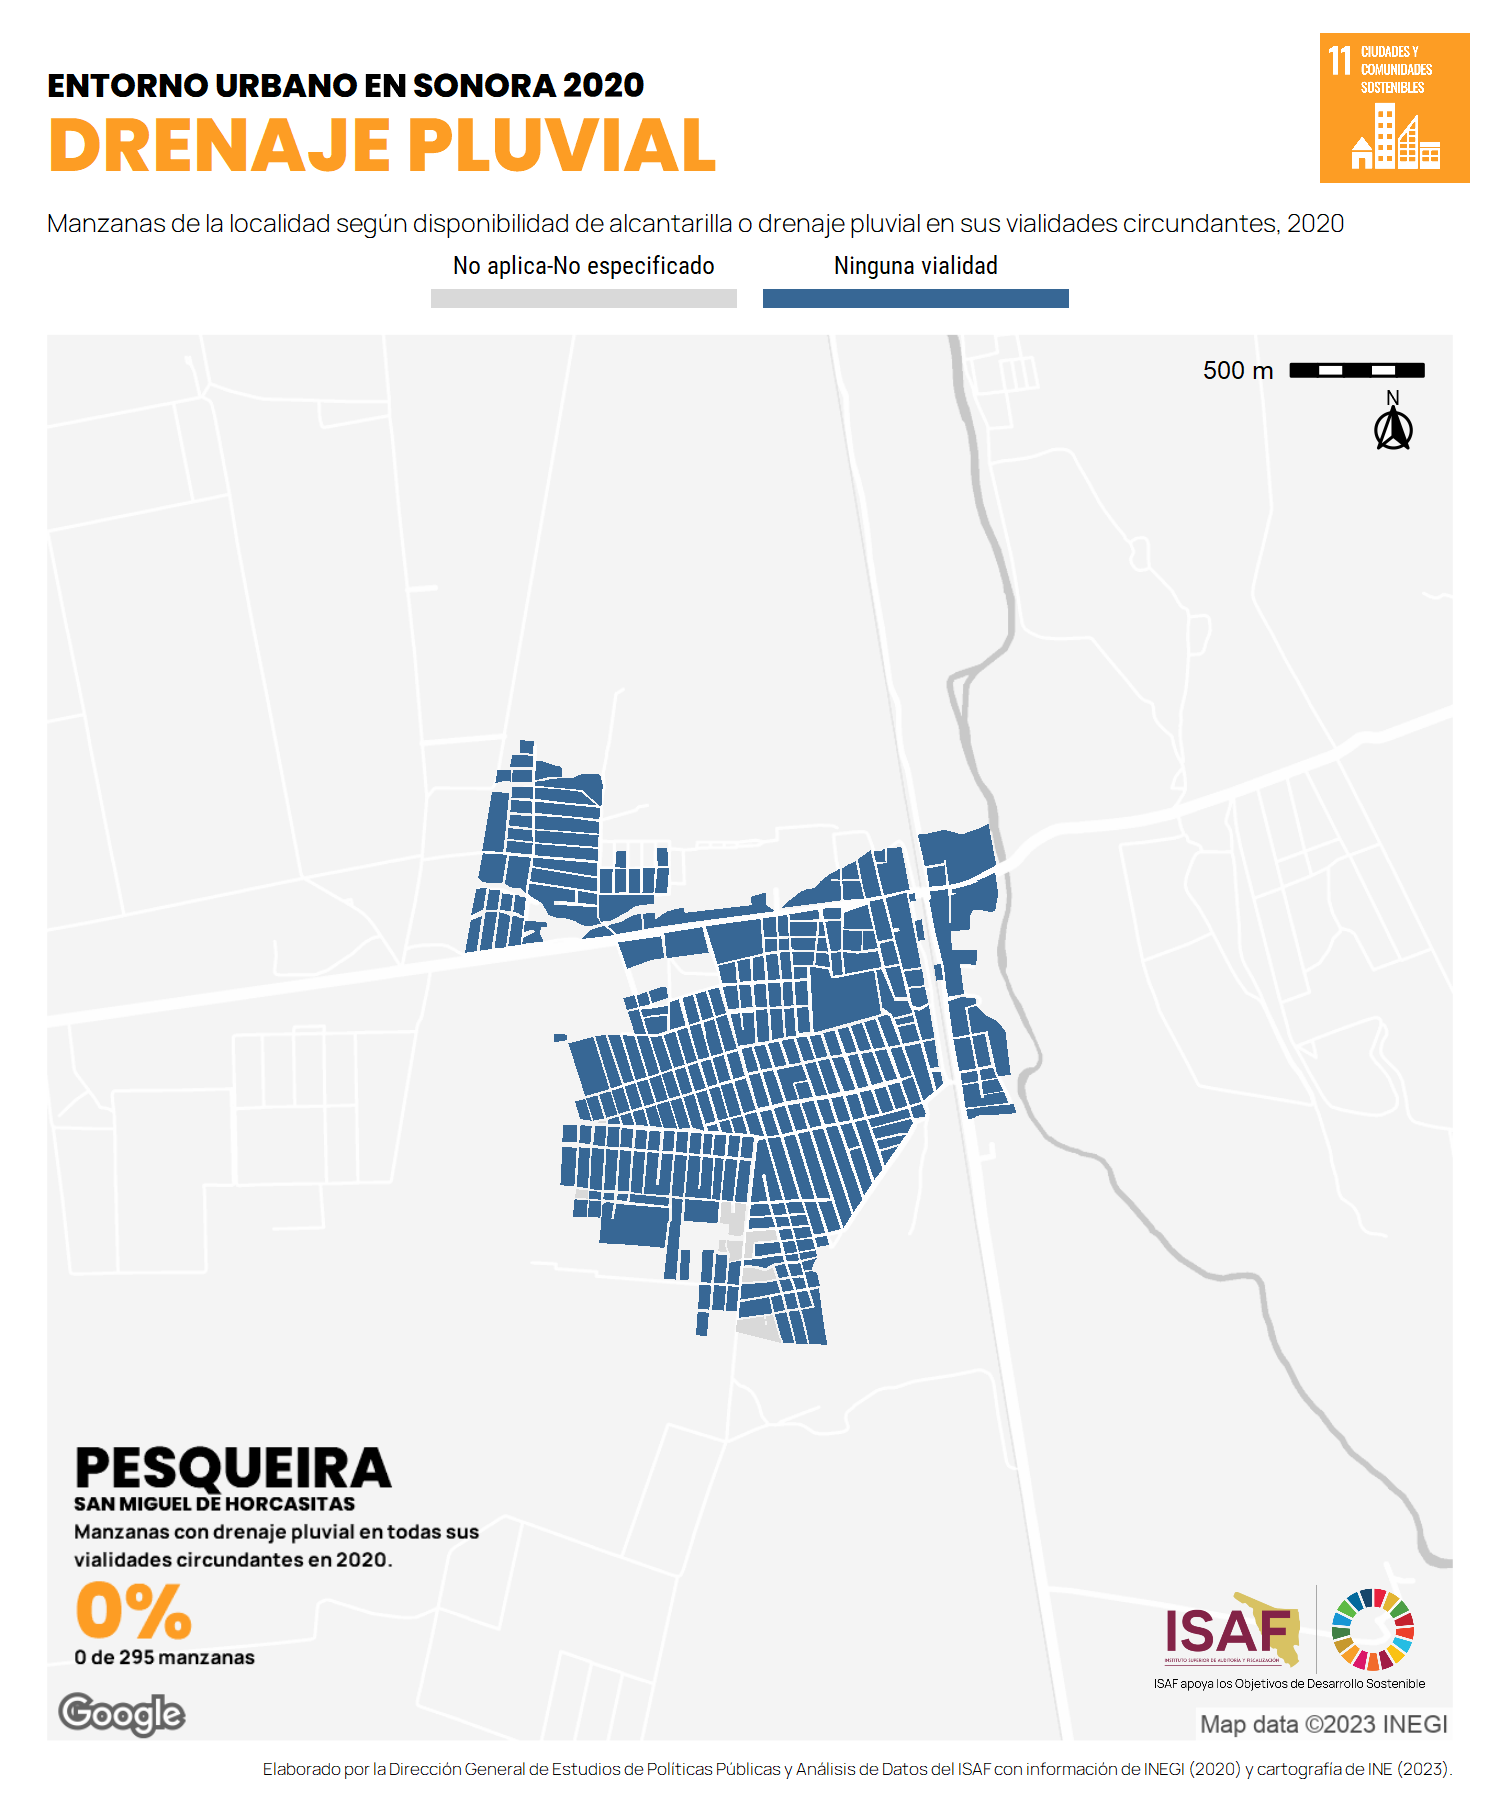 ENTORNO URBANO EN SONORA 2020
DRENAJE PLUVIAL
11 CIUDADES Y
COMUNIDADES
SOSTENIBLES
Manzanas de la localidad según disponibilidad de alcantarilla o drenaje pluvial en sus vialidades circundantes, 2020
No aplica-No especificado
Ninguna vialidad
500 m
N
PESQUEIRA
SAN MIGUEL DE HORCASITAS
Manzanas con drenaje pluvial en todas sus
vialidades circundantes en 2020.
0%
0 de 295 manzanas
ISAF
INSTITUTO SUPERIOR DE AUDITORÍA Y FISCALIZACIÓN
ISAF apoya los Objetivos de Desarrollo Sostenible
Google
Map data ©2023 INEGI
Elaborado por la Dirección General de Estudios de Políticas Públicas y Análisis de Datos del ISAF con información de INEGI (2020) y cartografía de INE (2023).